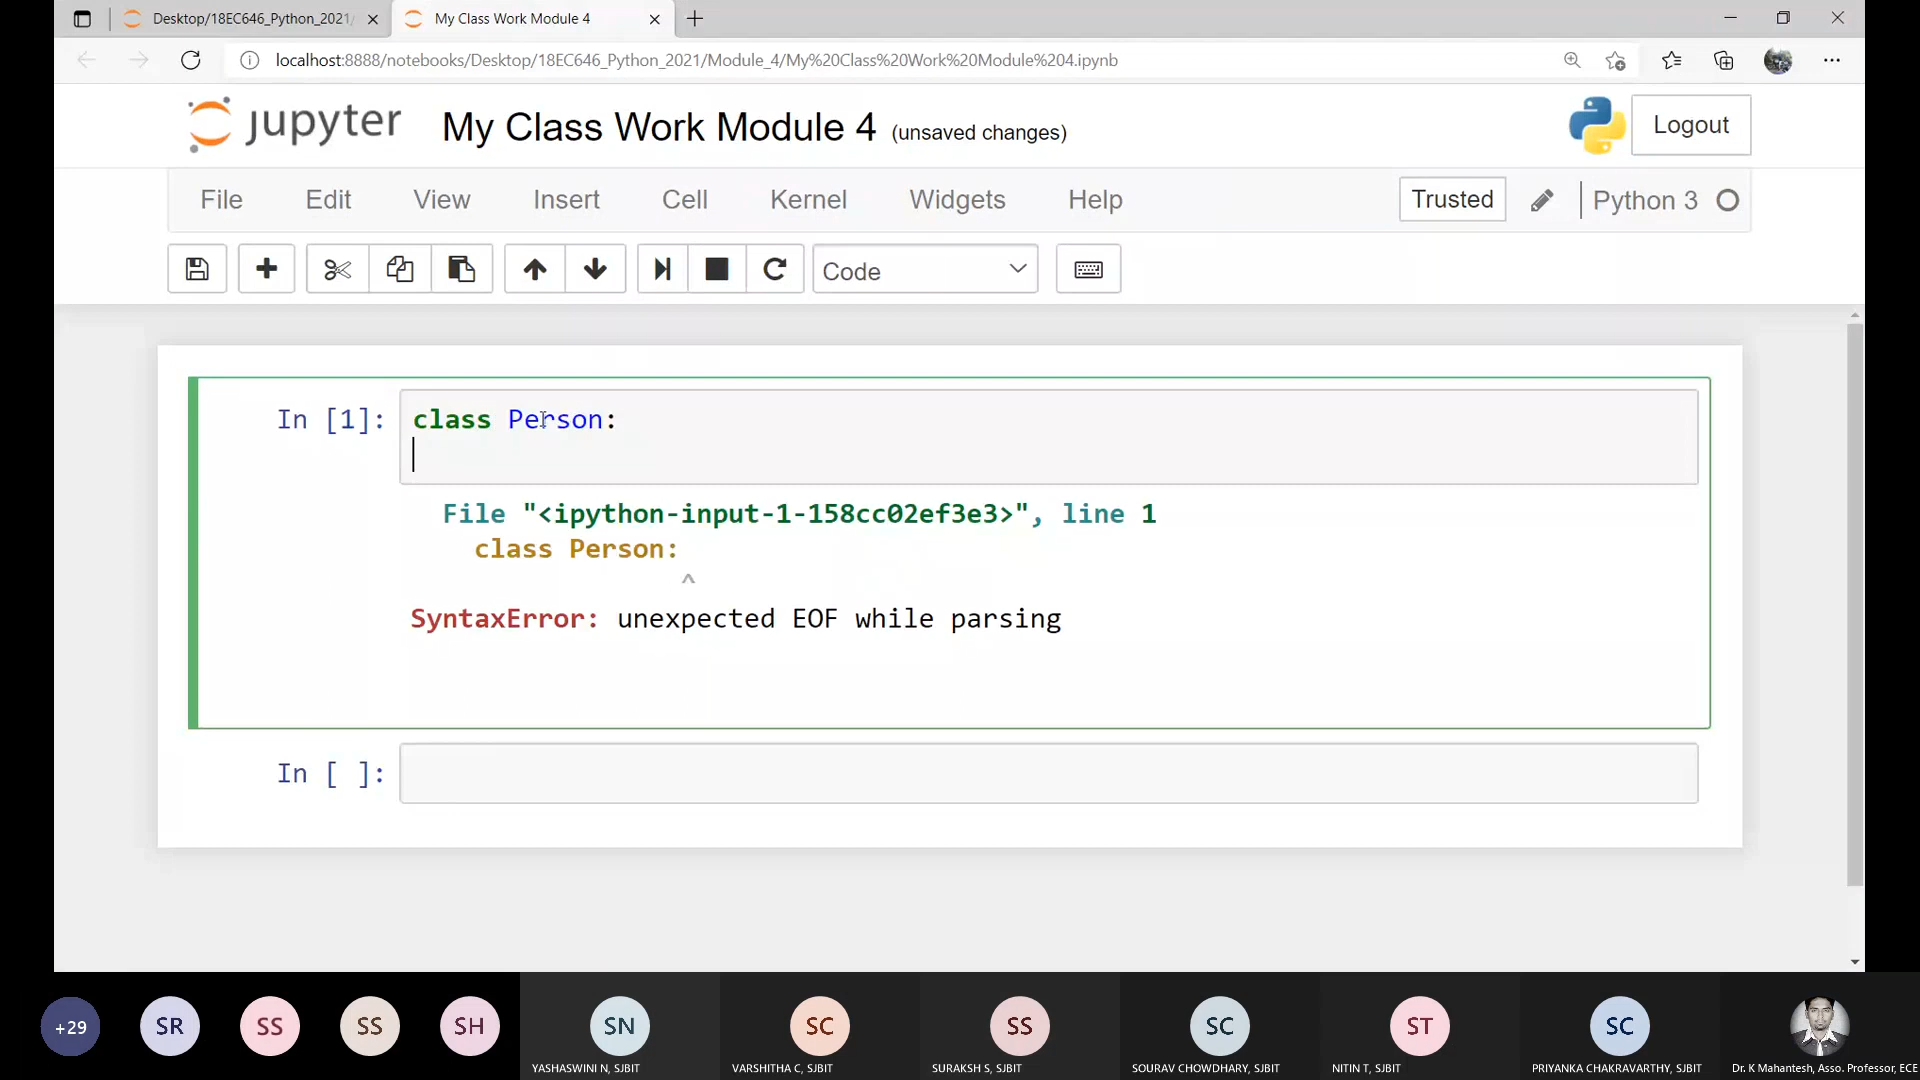 Desktop/18EC646_Python_2021/
My Class Work Module 4
localhost:8888/notebooks/Desktop/18EC646_Python_2021/Module_4/My%20Class%20Work%20Module%204.ipynb
jupyter My Class Work Module 4 (unsaved changes) Logout
File Edit View Insert Cell Kernel Widgets Help Trusted Python 3
Code
In [1]: class Person:
File "<ipython-input-1-158cc02ef3e3>", line 1
class Person:
^
SyntaxError: unexpected EOF while parsing
In [ ]:
+29 SR SS SS SH SN SC SS SC ST SC
YASHASWINI N, SJBIT VARSHITHA C, SJBIT SURAKSH S, SJBIT SOURAV CHOWDHARY, SJBIT NITIN T, SJBIT PRIYANKA CHAKRAVARTHY, SJBIT Dr. K Mahantesh, Asso. Professor, ECE